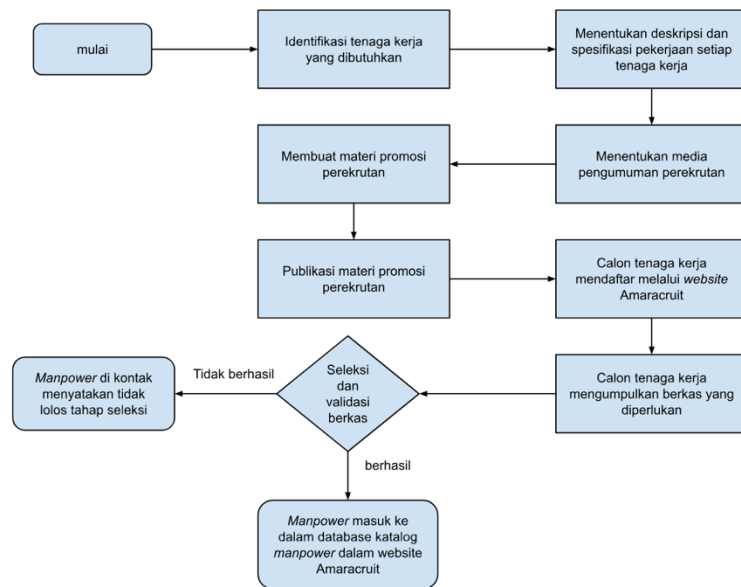 mulai
Identifikasi tenaga kerja
yang dibutuhkan
Menentukan deskripsi dan
spesifikasi pekerjaan setiap
tenaga kerja
Menentukan media
pengumuman perekrutan
Membuat materi promosi
perekrutan
Publikasi materi promosi
perekrutan
Calon tenaga kerja
mendaftar melalui website
Amaracruit
Calon tenaga kerja
mengumpulkan berkas yang
diperlukan
Seleksi
dan
validasi
berkas
Tidak berhasil
Manpower di kontak
menyatakan tidak
lolos tahap seleksi
berhasil
Manpower masuk ke
dalam database katalog
manpower dalam website
Amaracruit